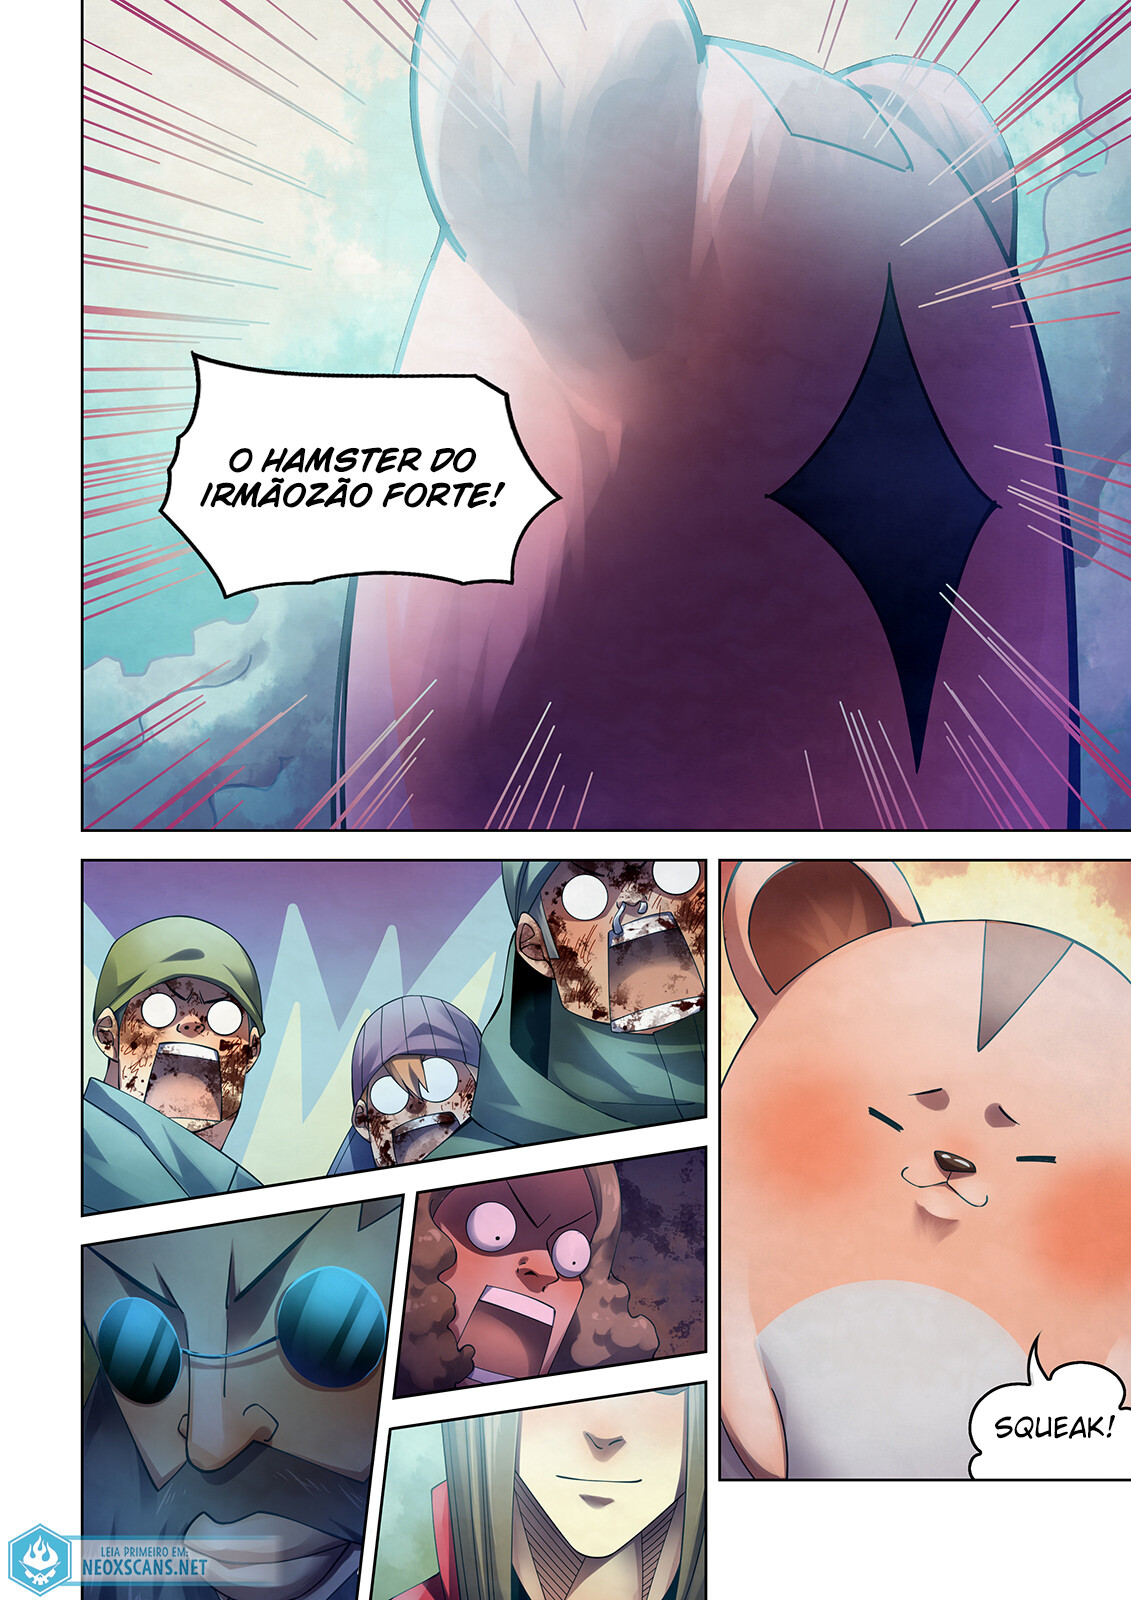 O HAMSTER DO
IRMÃOZÃO FORTE!
SQUEAK!
LEIA PRIMEIRO EM:
NEOXSCANS.NET